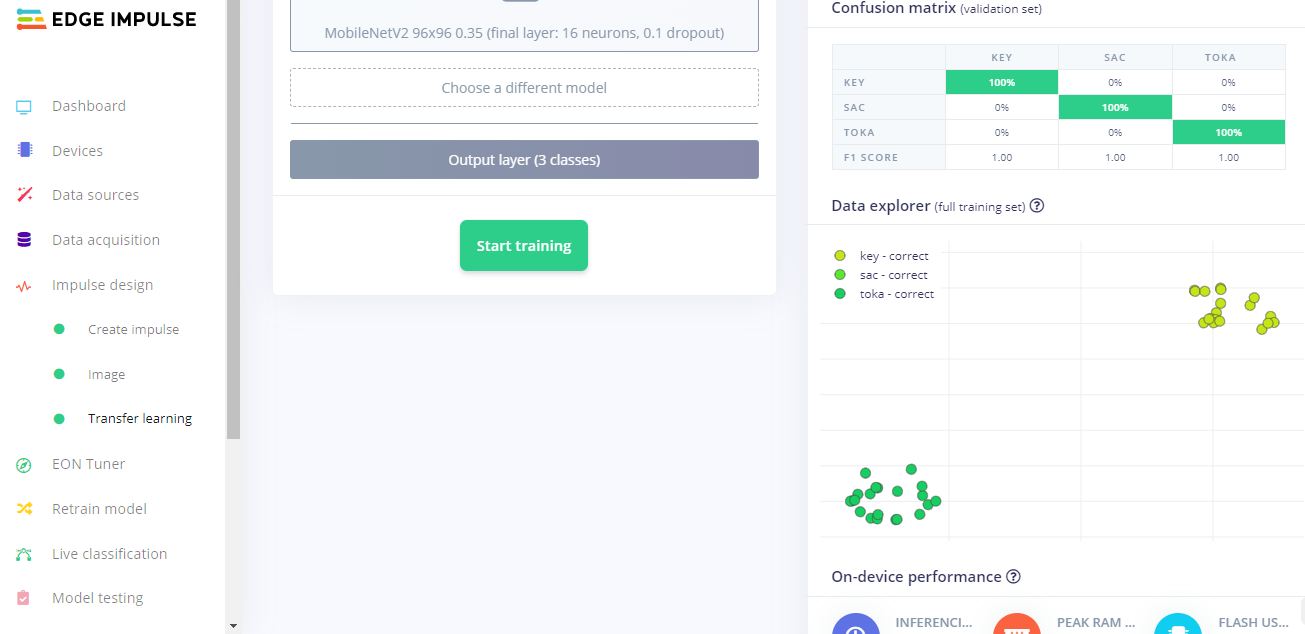 EDGE IMPULSE
Dashboard
Devices
Data sources
Data acquisition
Impulse design
Create impulse
Image
Transfer learning
EON Tuner
Retrain model
Live classification
Model testing
MobileNetV2 96x96 0.35 (final layer: 16 neurons, 0.1 dropout)
Choose a different model
Output layer (3 classes)
Start training
Confusion matrix (validation set)
KEY SAC TOKA
KEY 100% 0% 0%
SAC 0% 100% 0%
TOKA 0% 0% 100%
F1 SCORE 1.00 1.00 1.00
Data explorer (full training set) ?
key - correct
sac - correct
toka - correct
On-device performance ?
INFERENCI... PEAK RAM ... FLASH US...